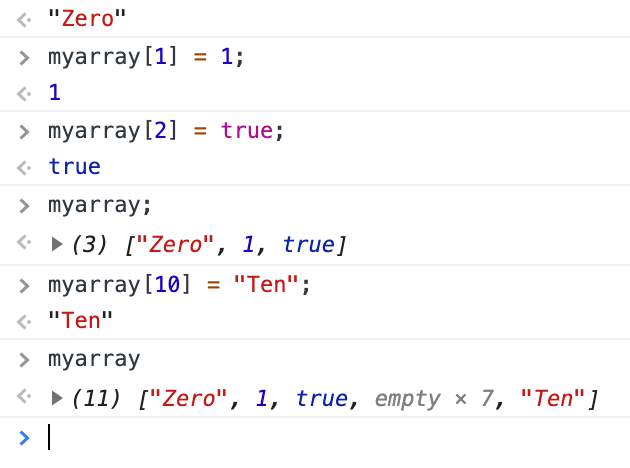 "Zero"
myarray[1] = 1;
1
myarray[2] = true;
true
myarray;
(3) ["Zero", 1, true]
myarray[10] = "Ten";
"Ten"
myarray
(11) ["Zero", 1, true, empty × 7, "Ten"]